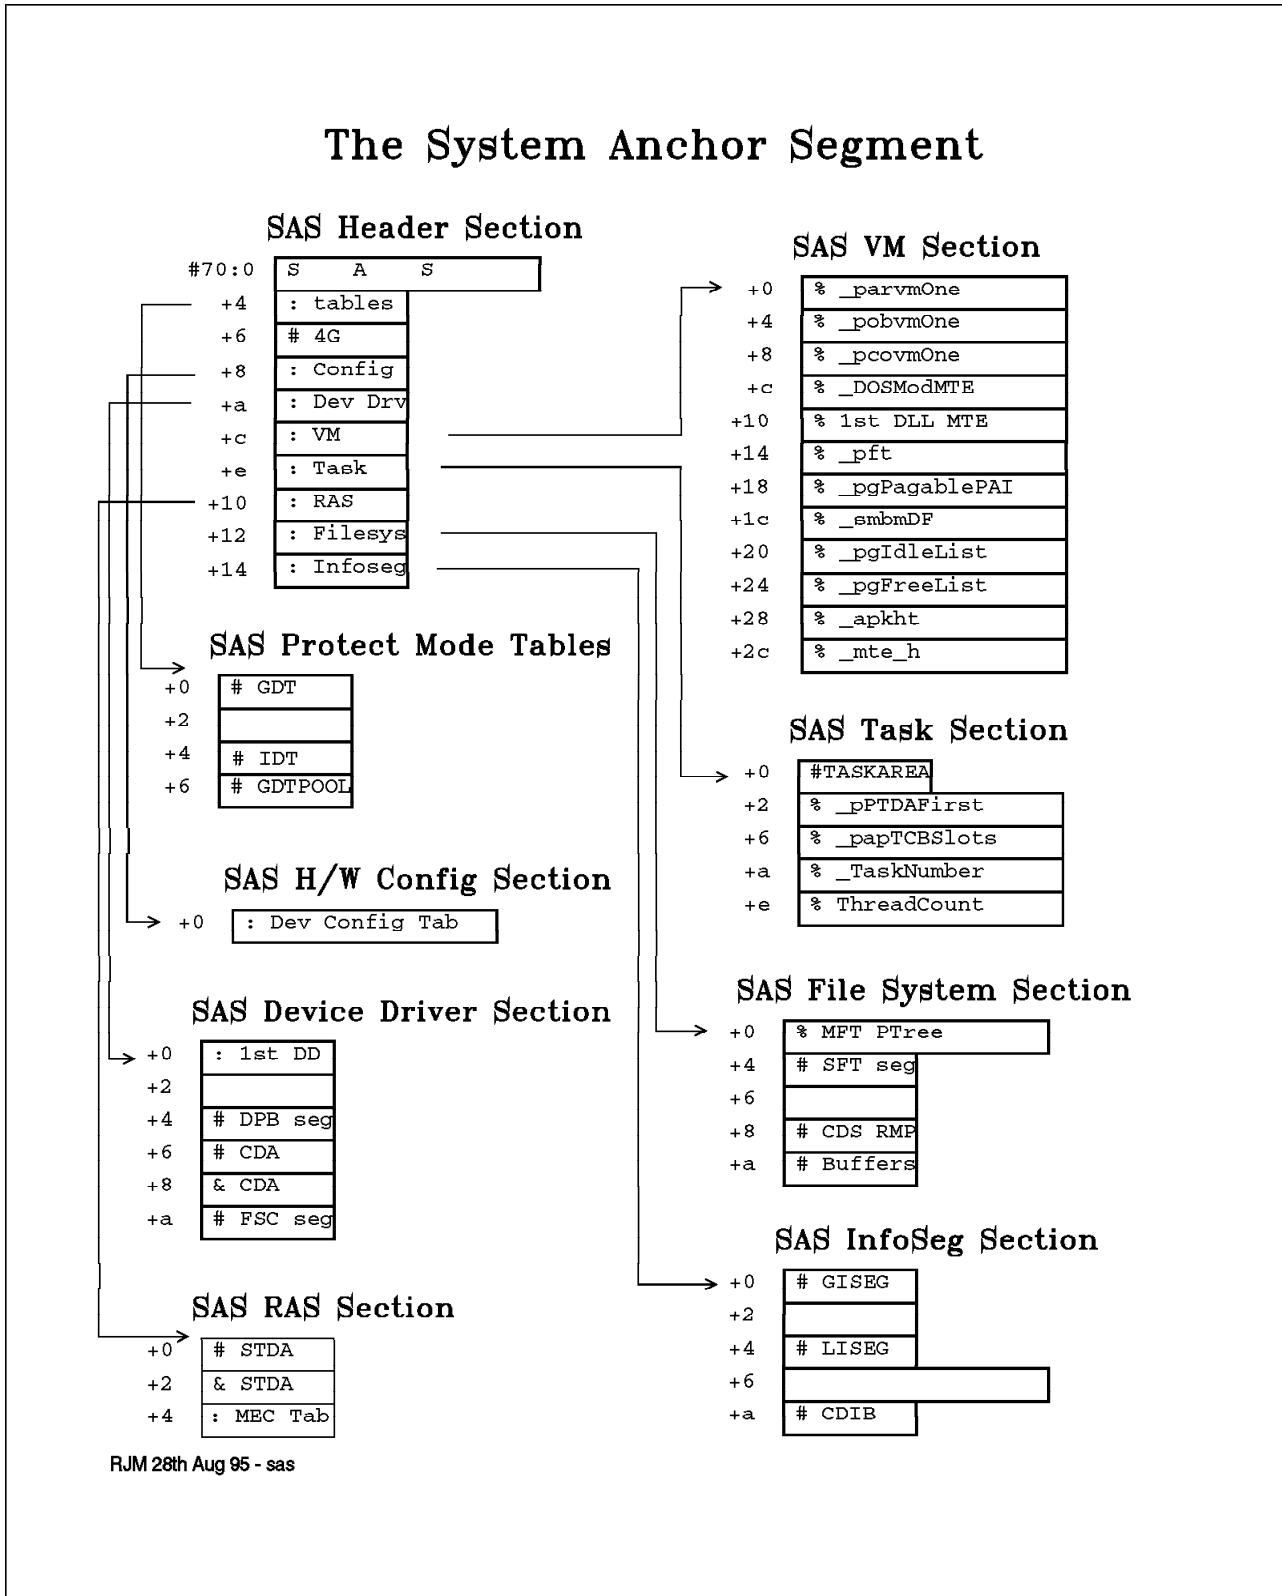 The System Anchor Segment
SAS Header Section
#70:0 S A S
+4 : tables
+6 # 4G
+8 : Config
+a : Dev Drv
+c : VM
+e : Task
+10 : RAS
+12 : Filesys
+14 : Infoseg
SAS Protect Mode Tables
+0 # GDT
+2
+4 # IDT
+6 # GDTPOOL
SAS H/W Config Section
+0 : Dev Config Tab
SAS Device Driver Section
+0 : 1st DD
+2
+4 # DPB seg
+6 # CDA
+8 & CDA
+a # FSC seg
SAS RAS Section
+0 # STDA
+2 & STDA
+4 : MEC Tab
SAS VM Section
+0 % _parvmOne
+4 % _pobvmOne
+8 % _pcovmOne
+c % _DOSModMTE
+10 % 1st DLL MTE
+14 % _pft
+18 % _pgPagablePAI
+1c % _smbmDF
+20 % _pgIdleList
+24 % _pgFreeList
+28 % _apkht
+2c % _mte_h
SAS Task Section
+0 #TASKAREA
+2 % _pPTDAFirst
+6 % _papTCBSlots
+a % _TaskNumber
+e % ThreadCount
SAS File System Section
+0 % MFT PTree
+4 # SFT seg
+6
+8 # CDS RMP
+a # Buffers
SAS InfoSeg Section
+0 # GISEG
+2
+4 # LISEG
+6
+a # CDIB
RJM 28th Aug 95 - sas